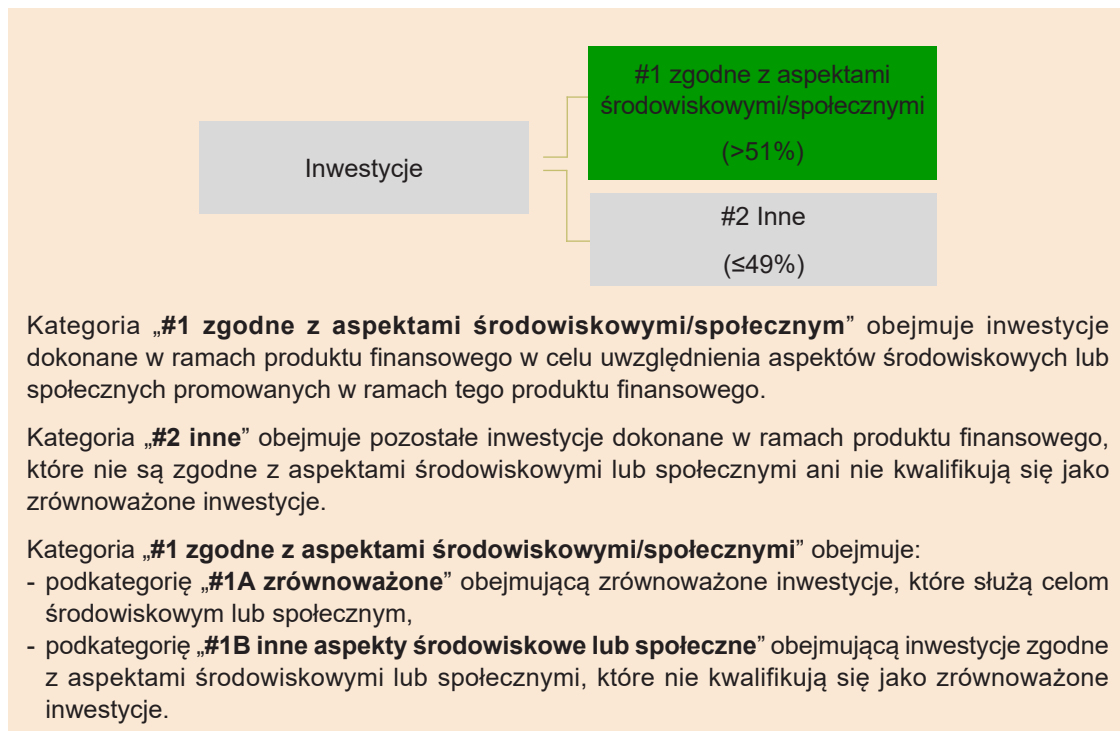 #1 zgodne z aspektami
środowiskowymi/społecznymi
(>51%)
Inwestycje
#2 Inne
(≤49%)
Kategoria „#1 zgodne z aspektami środowiskowymi/społecznym” obejmuje inwestycje
dokonane w ramach produktu finansowego w celu uwzględnienia aspektów środowiskowych lub
społecznych promowanych w ramach tego produktu finansowego.
Kategoria „#2 inne” obejmuje pozostałe inwestycje dokonane w ramach produktu finansowego,
które nie są zgodne z aspektami środowiskowymi lub społecznymi ani nie kwalifikują się jako
zrównoważone inwestycje.
Kategoria „#1 zgodne z aspektami środowiskowymi/społecznymi” obejmuje:
- podkategorię „#1A zrównoważone” obejmującą zrównoważone inwestycje, które służą celom
środowiskowym lub społecznym,
- podkategorię „#1B inne aspekty środowiskowe lub społeczne” obejmującą inwestycje zgodne
z aspektami środowiskowymi lub społecznymi, które nie kwalifikują się jako zrównoważone
inwestycje.